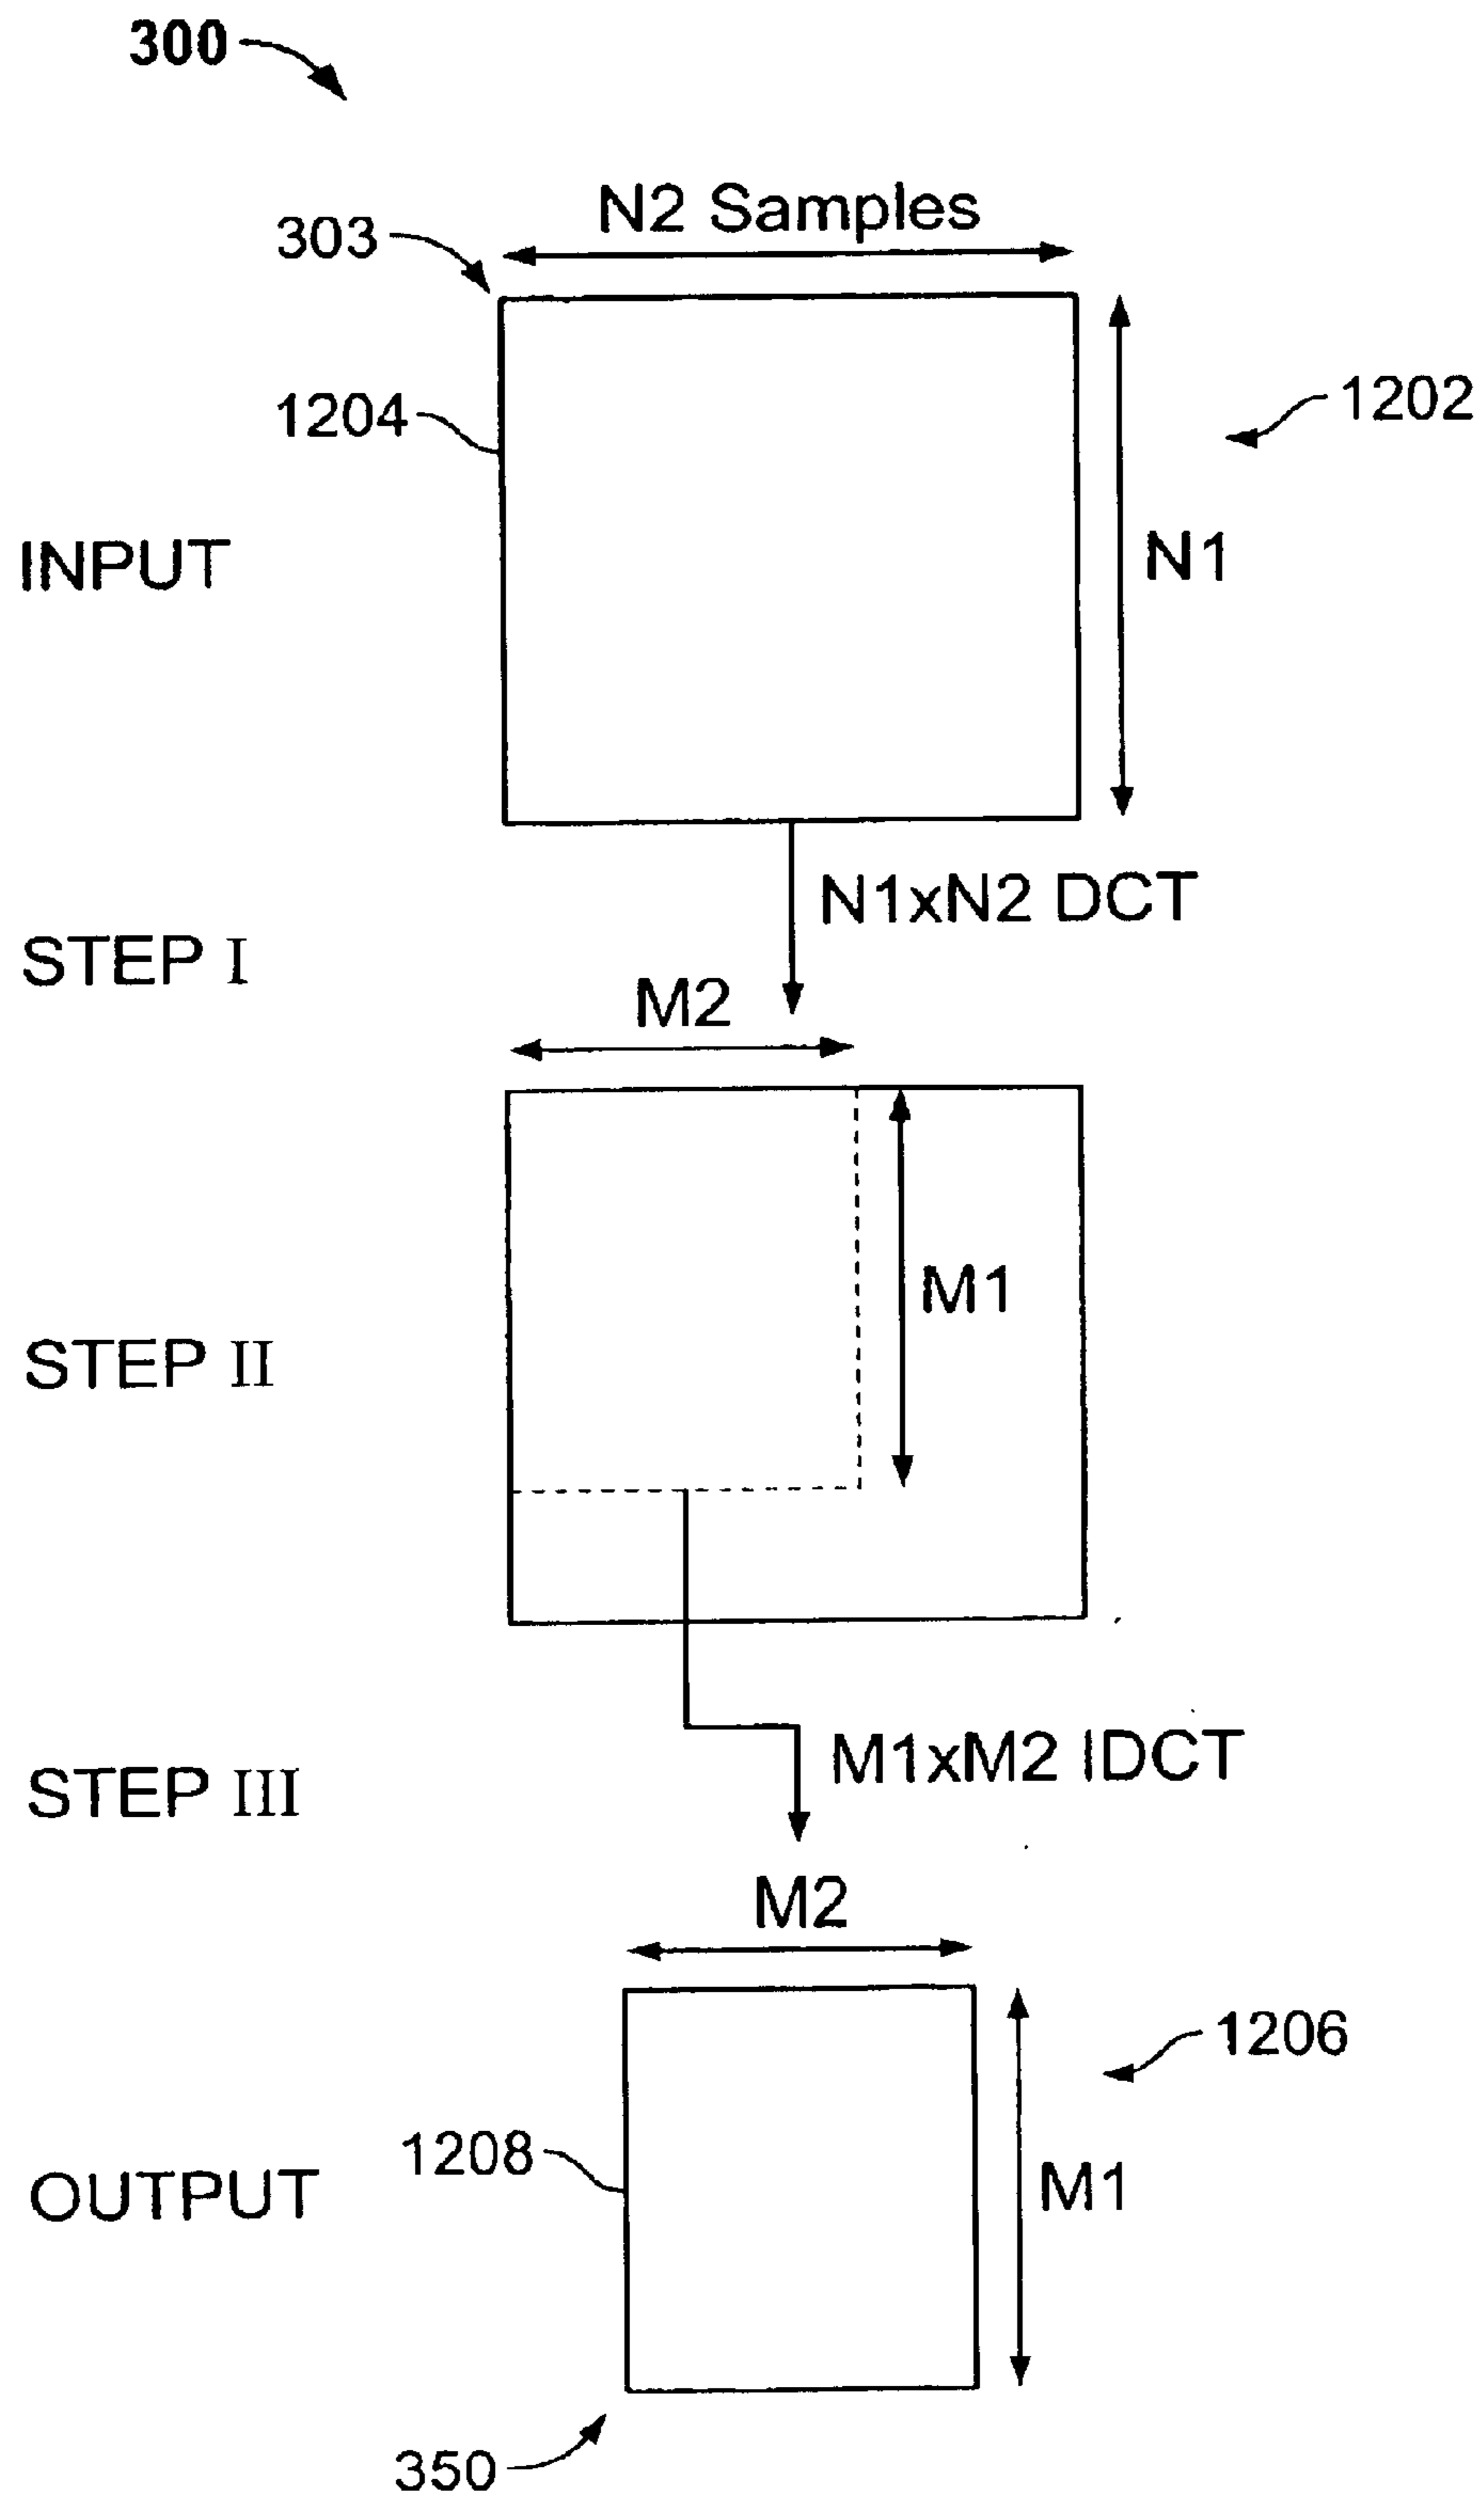 300
N2 Samples
303
1204
1202
INPUT
N1
N1xN2 DCT
STEP I
M2
M1
STEP II
M1xM2 IDCT
STEP III
M2
1206
1208
M1
OUTPUT
350